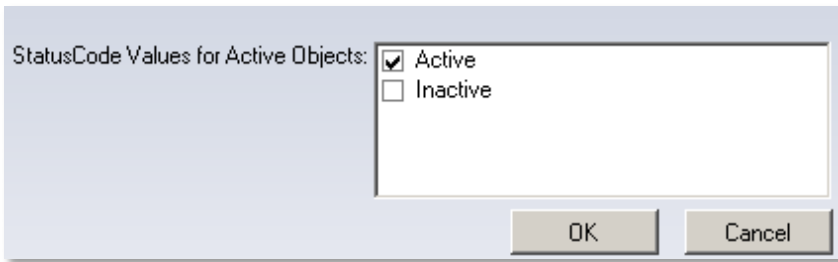 StatusCode Values for Active Objects:
Active
Inactive
OK
Cancel